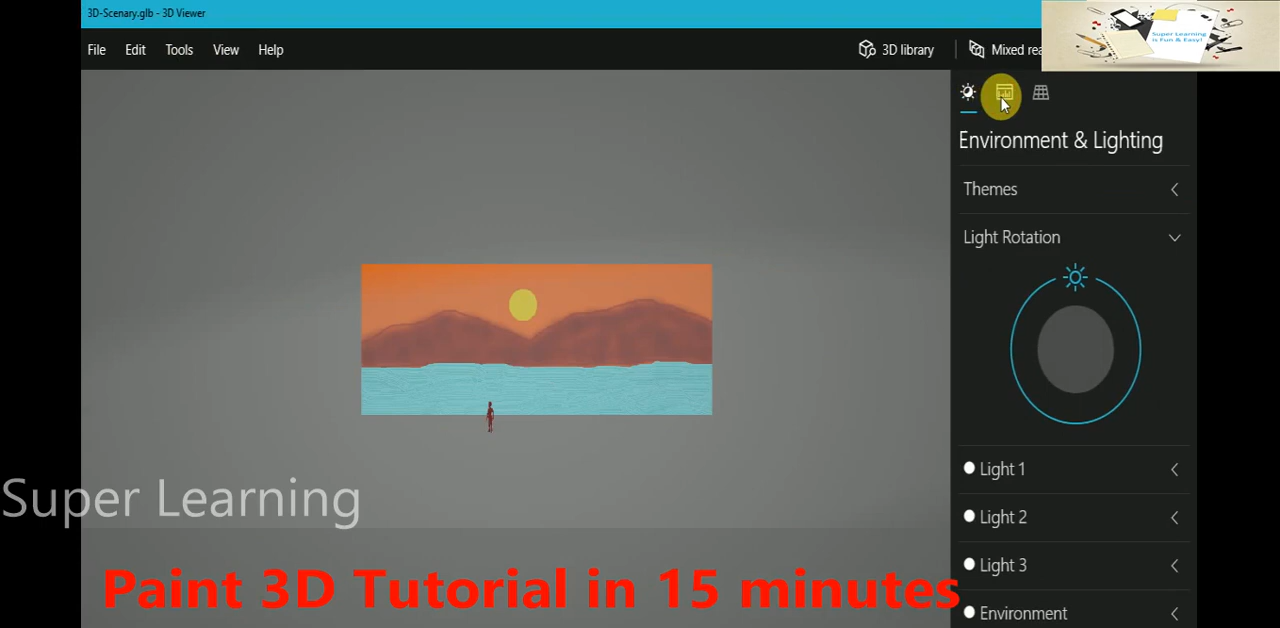 3D-Scenary.glb - 3D Viewer
File Edit Tools View Help 3D library Mixed rea
Super Learning
is Fun & Easy!
Environment & Lighting
Themes
Light Rotation
Light 1
Light 2
Light 3
Environment
Super Learning
Paint 3D Tutorial in 15 minutes